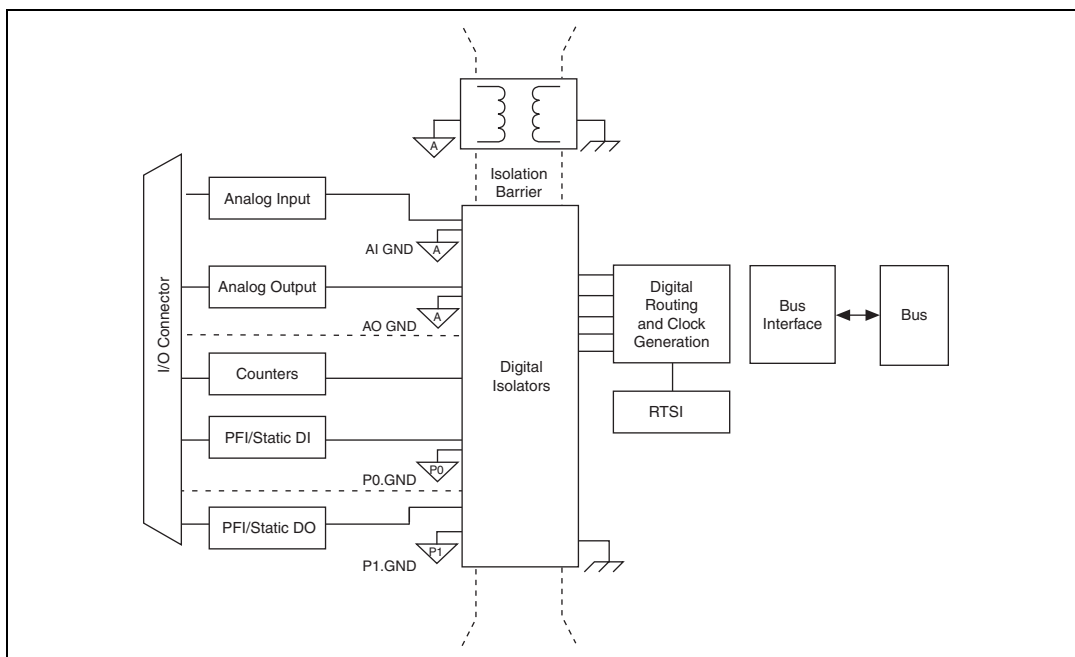 A
Isolation
Barrier
I/O Connector
Analog Input
AI GND
A
Analog Output
AO GND
A
Counters
PFI/Static DI
P0.GND
P0
PFI/Static DO
P1.GND
P1
Digital
Isolators
Digital
Routing
and Clock
Generation
RTSI
Bus
Interface
Bus